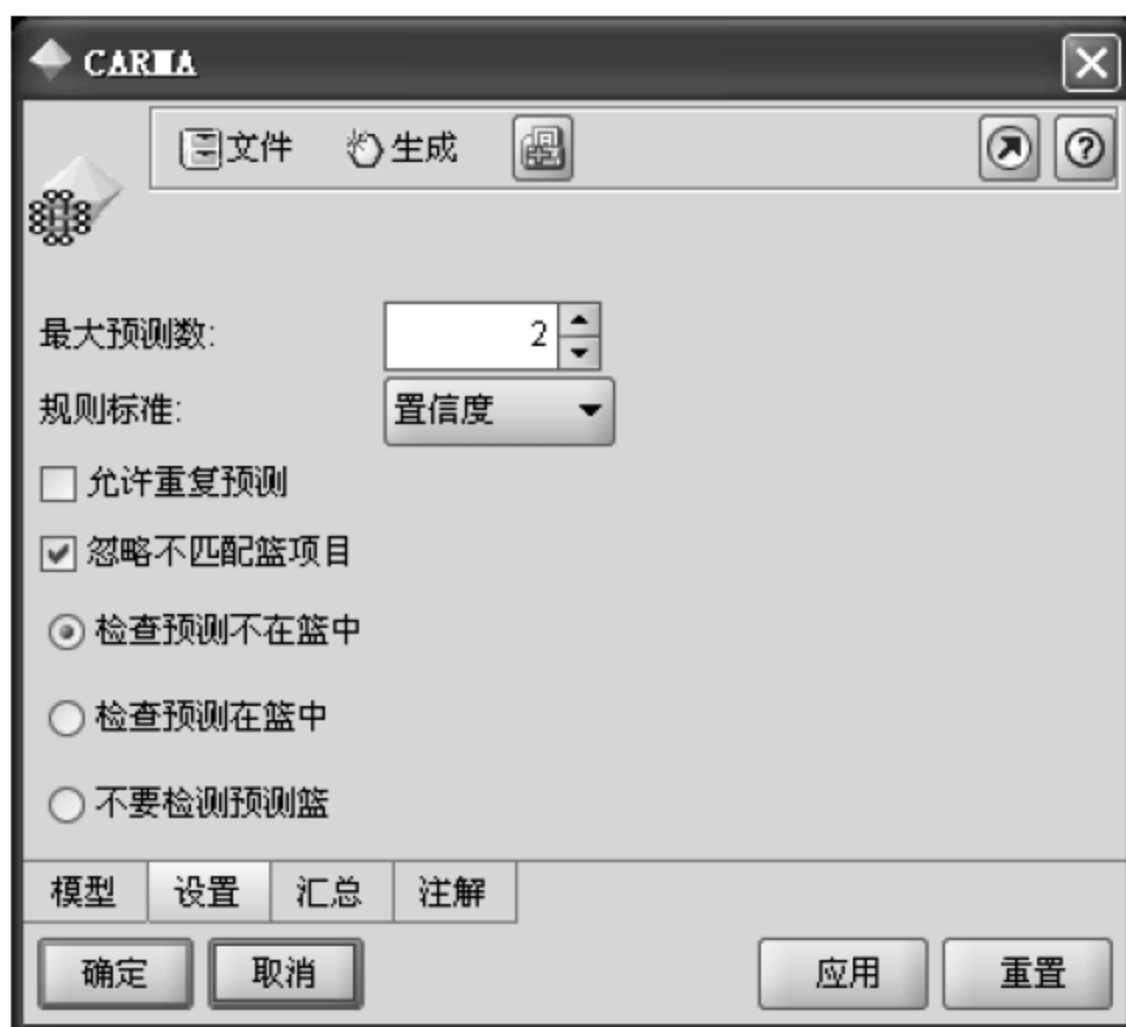 CARMA
文件 生成
最大预测数: 2
规则标准: 置信度
允许重复预测
忽略不匹配篮项目
检查预测不在篮中
检查预测在篮中
不要检测预测篮
模型 设置 汇总 注解
确定 取消 应用 重置